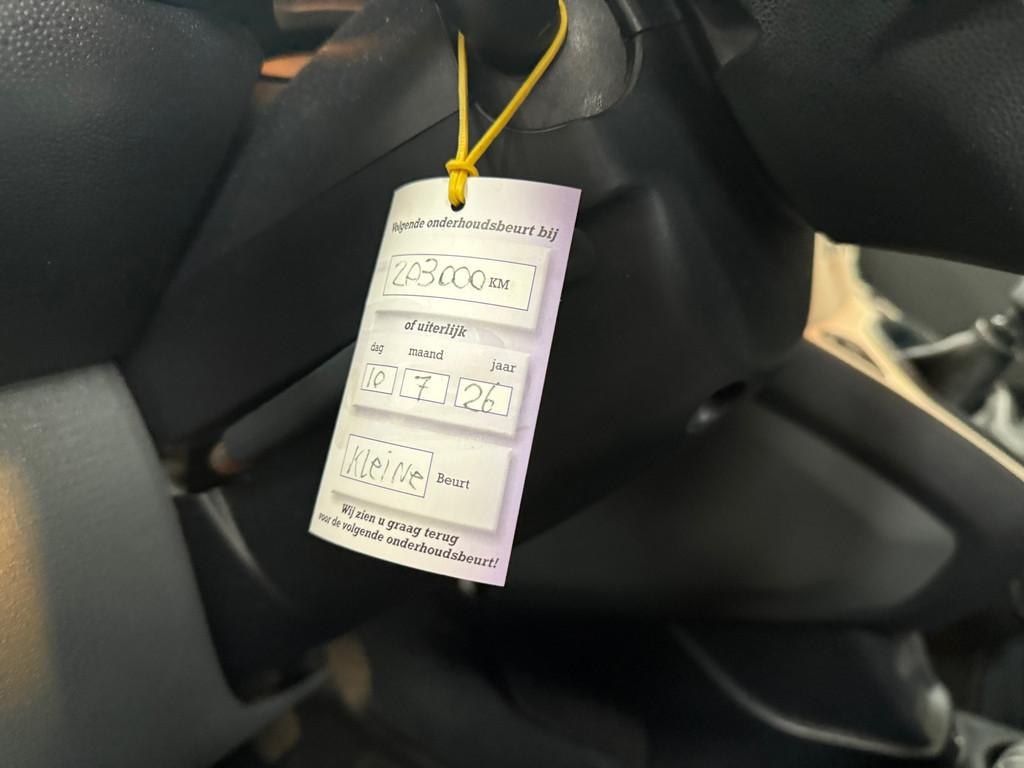 Volgende onderhoudsbeurt bij
203000 KM
of uiterlijk
dag maand jaar
10 7 26
Kleine Beurt
Wij zien u graag terug
voor de volgende onderhoudsbeurt!